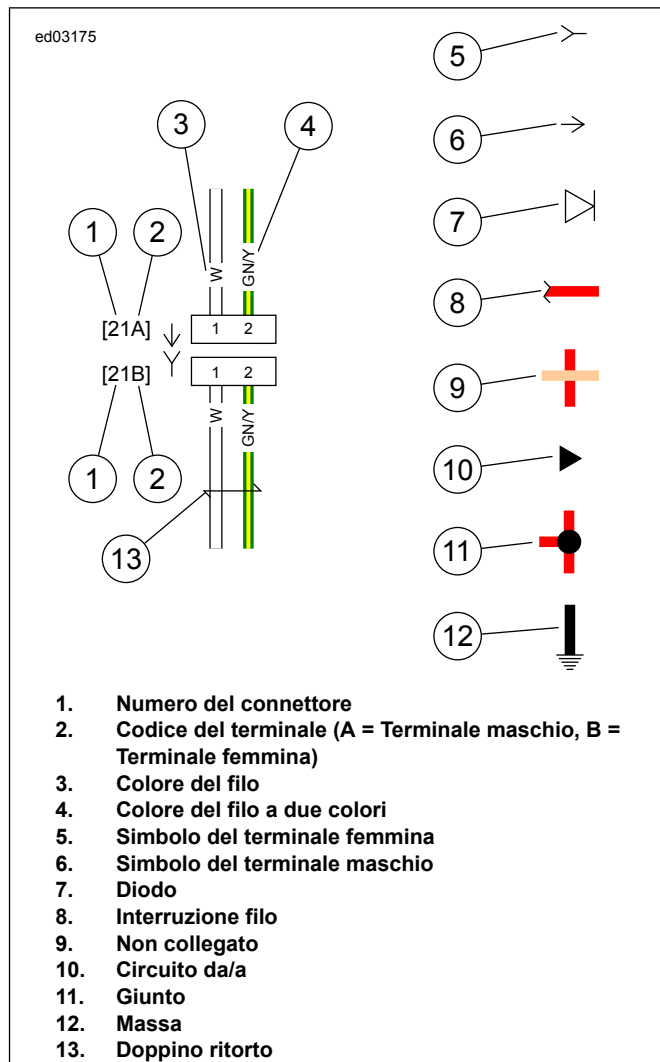 ed03175
5
3
4
6
1
2
7
W
GN/Y
8
[21A]
1 2
[21B]
1 2
9
W
GN/Y
10
1
2
11
13
12
1. Numero del connettore
2. Codice del terminale (A = Terminale maschio, B =
Terminale femmina)
3. Colore del filo
4. Colore del filo a due colori
5. Simbolo del terminale femmina
6. Simbolo del terminale maschio
7. Diodo
8. Interruzione filo
9. Non collegato
10. Circuito da/a
11. Giunto
12. Massa
13. Doppino ritorto